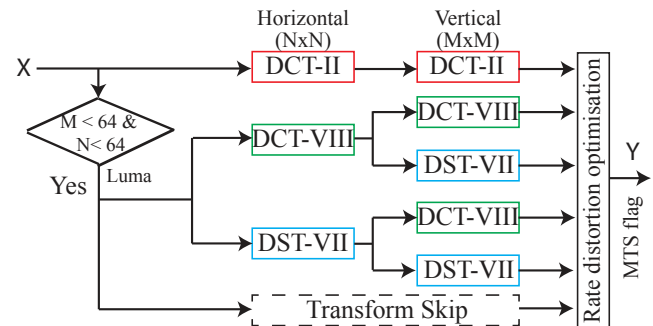 Horizontal
(NxN)
Vertical
(MxM)
X
DCT-II
DCT-II
M < 64 &
N< 64
Yes
Luma
DCT-VIII
DCT-VIII
DST-VII
DST-VII
DCT-VIII
DST-VII
Transform Skip
Rate distortion optimisation
Y
MTS flag